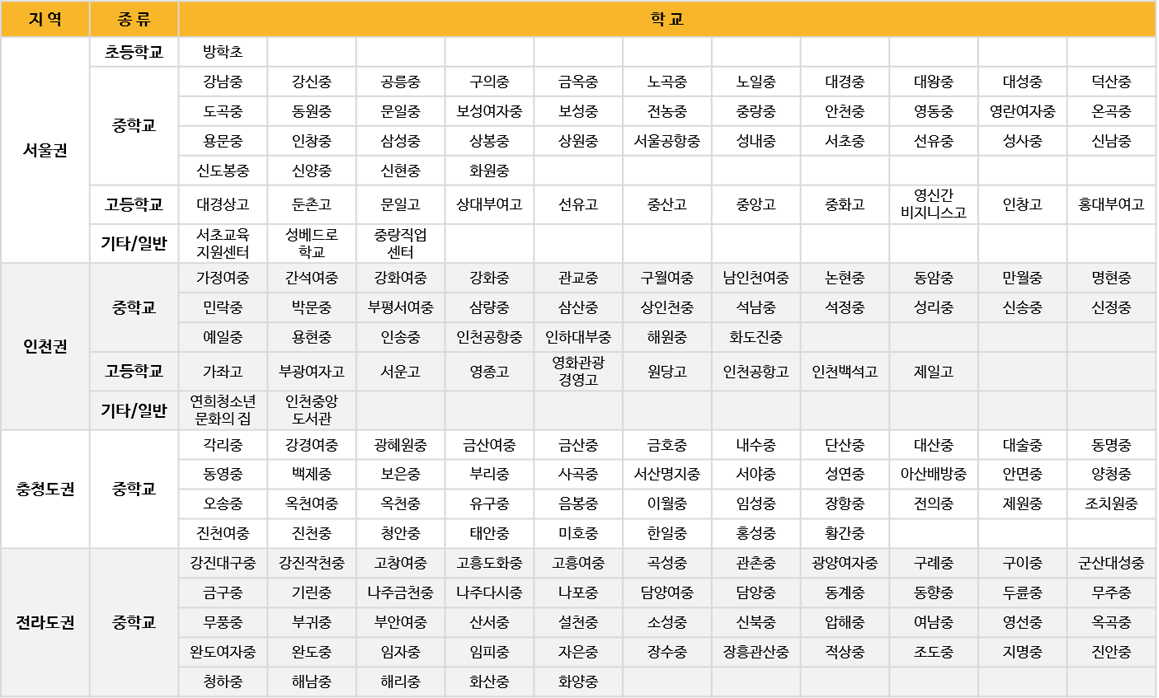 지 역 종 류 학 교
서울권 초등학교 방학초
중학교 강남중 강신중 공릉중 구의중 금옥중 노곡중 노일중 대경중 대왕중 대성중 덕산중
도곡중 동원중 문일중 보성여자중 보성중 전농중 중랑중 안천중 영동중 영란여자중 온곡중
용문중 인창중 삼성중 상봉중 상원중 서울공항중 성내중 서초중 선유중 성사중 신남중
신도봉중 신양중 신현중 화원중
고등학교 대경상고 둔촌고 문일고 상대부여고 선유고 중산고 중앙고 중화고 영신간 비지니스고 인창고 홍대부여고
기타/일반 서초교육 지원센터 성베드로 학교 중랑직업 센터
인천권 중학교 가정여중 간석여중 강화여중 강화중 관교중 구월여중 남인천여중 논현중 동암중 만월중 명현중
민락중 박문중 부평서여중 삼량중 삼산중 상인천중 석남중 석정중 성리중 신송중 신정중
예일중 용현중 인송중 인천공항중 인하대부중 해원중 화도진중
고등학교 가좌고 부광여자고 서운고 영종고 영화관광 경영고 원당고 인천공항고 인천백석고 제일고
기타/일반 연희청소년 문화의 집 인천중앙 도서관
충청도권 중학교 각리중 강경여중 광혜원중 금산여중 금산중 금호중 내수중 단산중 대산중 대술중 동명중
동영중 백제중 보은중 부리중 사곡중 서산명지중 서야중 성연중 아산배방중 안면중 양청중
오송중 옥천여중 옥천중 유구중 음봉중 이월중 임성중 장항중 전의중 제원중 조치원중
진천여중 진천중 청안중 태안중 미호중 한일중 홍성중 황간중
전라도권 중학교 강진대구중 강진작천중 고창여중 고흥도화중 고흥여중 곡성중 관촌중 광양여자중 구례중 구이중 군산대성중
금구중 기린중 나주금천중 나주다시중 나포중 담양여중 담양중 동계중 동향중 두륜중 무주중
무풍중 부귀중 부안여중 산서중 설천중 소성중 신북중 압해중 여남중 영선중 옥곡중
완도여자중 완도중 임자중 임피중 자은중 장수중 장흥관산중 적상중 조도중 지명중 진안중
청하중 해남중 해리중 화산중 화양중